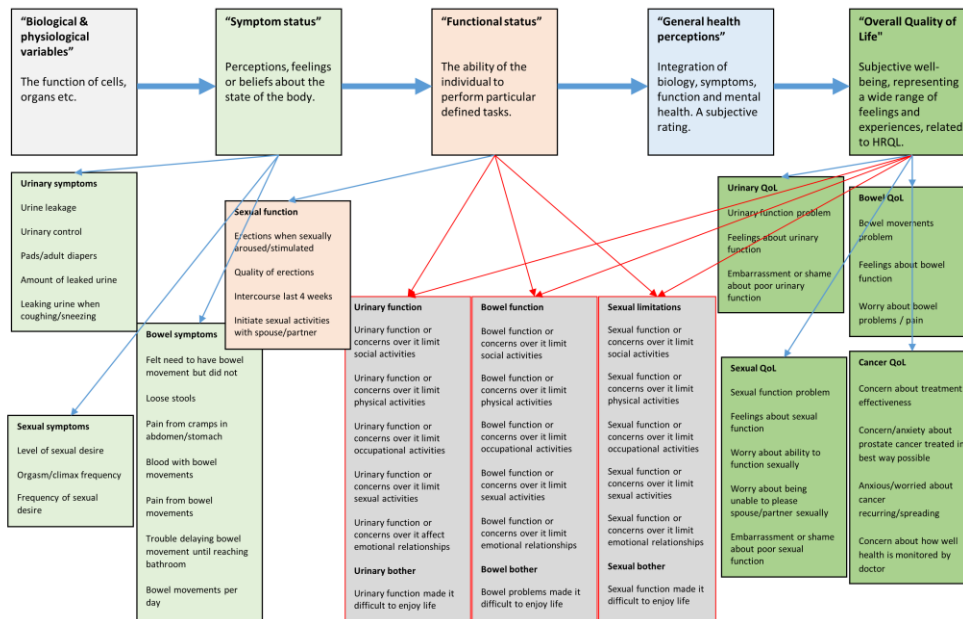 “Biological &
physiological
variables”
The function of cells,
organs etc.
“Symptom status”
Perceptions, feelings
or beliefs about the
state of the body.
“Functional status”
The ability of the
individual to
perform particular
defined tasks.
“General health
perceptions”
Integration of
biology, symptoms,
function and mental
health. A subjective
rating.
“Overall Quality of
Life"
Subjective well-
being, representing
a wide range of
feelings and
experiences, related
to HRQL.
Urinary symptoms
Urine leakage
Urinary control
Pads/adult diapers
Amount of leaked urine
Leaking urine when
coughing/sneezing
Sexual symptoms
Level of sexual desire
Orgasm/climax frequency
Frequency of sexual
desire
Bowel symptoms
Felt need to have bowel
movement but did not
Loose stools
Pain from cramps in
abdomen/stomach
Blood with bowel
movements
Pain from bowel
movements
Trouble delaying bowel
movement until reaching
bathroom
Bowel movements per
day
Sexual function
Erections when sexually
aroused/stimulated
Quality of erections
Intercourse last 4 weeks
Initiate sexual activities
with spouse/partner
Urinary function
Urinary function or
concerns over it limit
social activities
Urinary function or
concerns over it limit
physical activities
Urinary function or
concerns over it limit
occupational activities
Urinary function or
concerns over it limit
sexual activities
Urinary function or
concerns over it affect
emotional relationships
Urinary bother
Urinary function made it
difficult to enjoy life
Bowel function
Bowel function or
concerns over it limit
social activities
Bowel function or
concerns over it limit
physical activities
Bowel function or
concerns over it limit
occupational activities
Bowel function or
concerns over it limit
sexual activities
Bowel function or
concerns over it limit
emotional relationships
Bowel bother
Bowel problems made it
difficult to enjoy life
Sexual limitations
Sexual function or
concerns over it limit
social activities
Sexual function or
concerns over it limit
physical activities
Sexual function or
concerns over it limit
occupational activities
Sexual function or
concerns over it limit
sexual activities
Sexual function or
concerns over it limit
emotional relationships
Sexual bother
Sexual function made it
difficult to enjoy life
Urinary QoL
Urinary function problem
Feelings about urinary
function
Embarrassment or shame
about poor urinary
function
Bowel QoL
Bowel movements
problem
Feelings about bowel
function
Worry about bowel
problems / pain
Sexual QoL
Sexual function problem
Feelings about sexual
function
Worry about ability to
function sexually
Worry about being
unable to please
spouse/partner sexually
Embarrassment or shame
about poor sexual
function
Cancer QoL
Concern about treatment
effectiveness
Concern/anxiety about
prostate cancer treated in
best way possible
Anxious/worried about
cancer
recurring/spreading
Concern about how well
health is monitored by
doctor